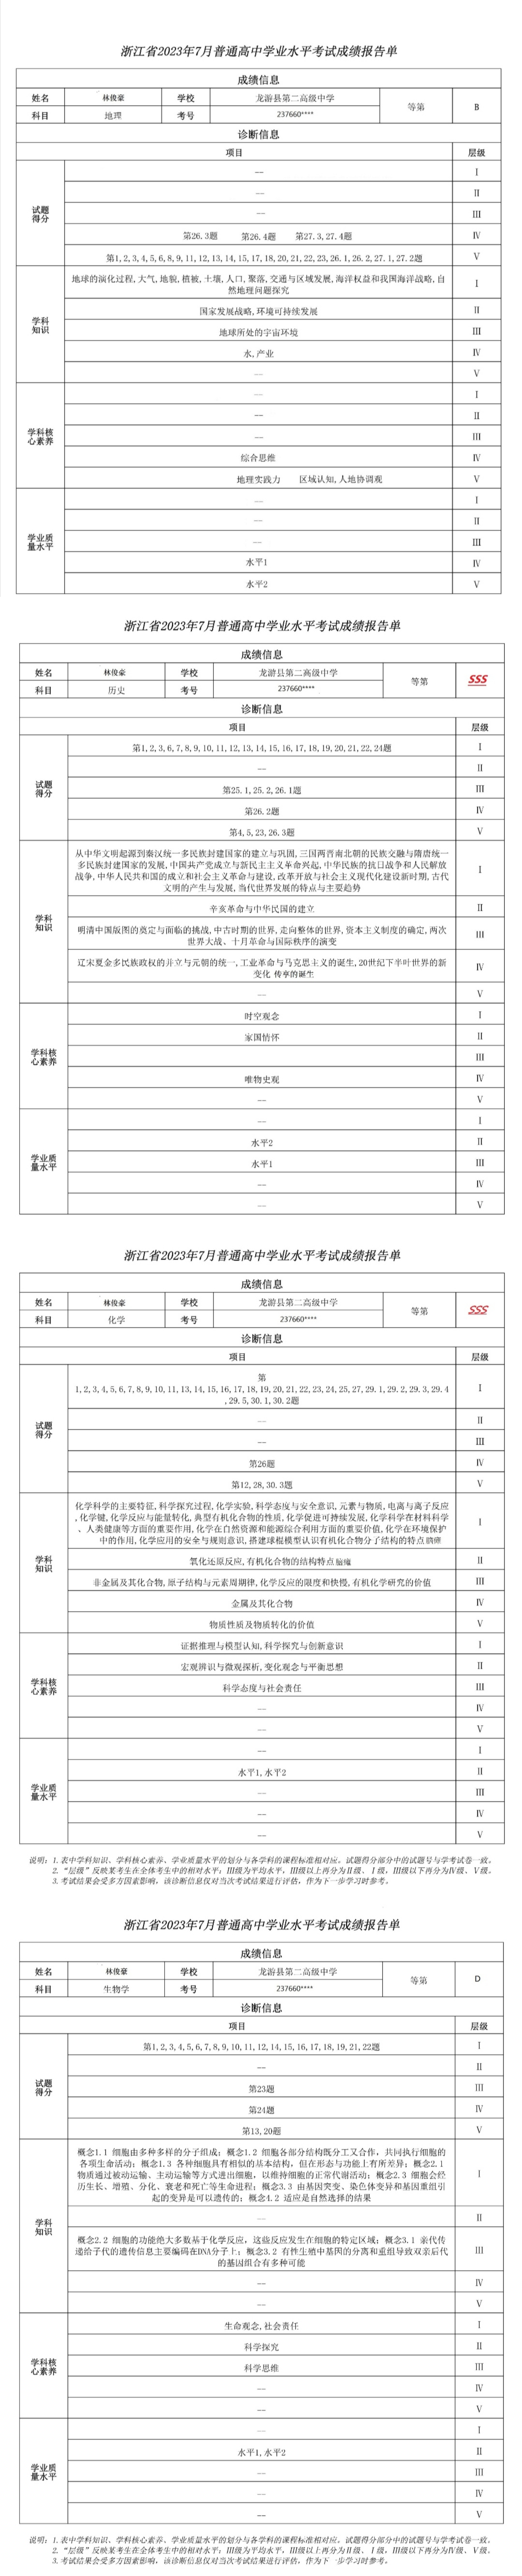 浙江省2023年7月普通高中学业水平考试成绩报告单
成绩信息
姓名 林俊豪 学校 龙游县第二高级中学 等第 B
科目 地理 考号 237660****
诊断信息
项目 层级
试题得分 -- I
-- II
-- III
第26.3题 第26.4题 第27.3,27.4题 IV
第1,2,3,4,5,6,8,9,11,12,13,14,15,17,18,20,21,22,23,26.1,26.2,27.1,27.2题 V
学科知识 地球的演化过程,大气,地貌,植被,土壤,人口,聚落,交通与区域发展,海洋权益和我国海洋战略,自
然地理问题探究 I
国家发展战略,环境可持续发展 II
地球所处的宇宙环境 III
水,产业 IV
-- V
学科核心素养 -- I
-- II
-- III
综合思维 IV
地理实践力 区域认知,人地协调观 V
学业质量水平 -- I
-- II
-- III
水平1 IV
水平2 V
浙江省2023年7月普通高中学业水平考试成绩报告单
成绩信息
姓名 林俊豪 学校 龙游县第二高级中学 等第 SSS
科目 历史 考号 237660****
诊断信息
项目 层级
试题得分 第1,2,3,6,7,8,9,10,11,12,13,14,15,16,17,18,19,20,21,22,24题 I
-- II
第25.1,25.2,26.1题 III
第26.2题 IV
第4,5,23,26.3题 V
学科知识 从中华文明起源到秦汉统一多民族封建国家的建立与巩固,三国两晋南北朝的民族交融与隋唐统一
多民族封建国家的发展,中国共产党成立与新民主主义革命兴起,中华民族的抗日战争和人民解放
战争,中华人民共和国的成立和社会主义革命与建设,改革开放与社会主义现代化建设新时期,古代
文明的产生与发展,当代世界发展的特点与主要趋势 I
辛亥革命与中华民国的建立 II
明清中国版图的奠定与面临的挑战,中古时期的世界,走向整体的世界,资本主义制度的确定,两次
世界大战、十月革命与国际秩序的演变 III
辽宋夏金多民族政权的并立与元朝的统一,工业革命与马克思主义的诞生,20世纪下半叶世界的新
变化 传亭的诞生 IV
-- V
学科核心素养 时空观念 I
家国情怀 II
III
唯物史观 IV
-- V
学业质量水平 -- I
水平2 II
水平1 III
-- IV
-- V
浙江省2023年7月普通高中学业水平考试成绩报告单
成绩信息
姓名 林俊豪 学校 龙游县第二高级中学 等第 SSS
科目 化学 考号 237660****
诊断信息
项目 层级
试题得分 第
1,2,3,4,5,6,7,8,9,10,11,13,14,15,16,17,18,19,20,21,22,23,24,25,27,29.1,29.2,29.3,29.4
,29.5,30.1,30.2题 I
-- II
-- III
第26题 IV
第12,28,30.3题 V
学科知识 化学科学的主要特征,科学探究过程,化学实验,科学态度与安全意识,元素与物质,电离与离子反应
,化学键,化学反应与能量转化,典型有机化合物的性质,化学促进可持续发展,化学科学在材料科学
、人类健康等方面的重要作用,化学在自然资源和能源综合利用方面的重要价值,化学在环境保护
中的作用,化学应用的安全与规则意识,搭建球棍模型认识有机化合物分子结构的特点 I
氧化还原反应,有机化合物的结构特点 II
非金属及其化合物,原子结构与元素周期律,化学反应的限度和快慢,有机化学研究的价值 III
金属及其化合物 IV
物质性质及物质转化的价值 V
学科核心素养 证据推理与模型认知,科学探究与创新意识 I
宏观辨识与微观探析,变化观念与平衡思想 II
科学态度与社会责任 III
-- IV
-- V
学业质量水平 -- I
水平1,水平2 II
-- III
-- IV
-- V
说明：1.表中学科知识、学科核心素养、学业质量水平的划分与各学科的课程标准相对应。试题得分部分中的试题号与学考试卷一致。
2.“层级”反映某考生在全体考生中的相对水平：III级为平均水平，III级以上再分为II级、I级，III级以下再分为IV级、V级。
3.考试结果会受多方因素影响，该诊断信息仅对当次考试结果进行评估，作为下一步学习时参考。
浙江省2023年7月普通高中学业水平考试成绩报告单
成绩信息
姓名 林俊豪 学校 龙游县第二高级中学 等第 D
科目 生物学 考号 237660****
诊断信息
项目 层级
试题得分 第1,2,3,4,5,6,7,8,9,10,11,12,14,15,16,17,18,19,21,22题 I
-- II
第23题 III
第24题 IV
第13,20题 V
学科知识 概念1.1 细胞由多种多样的分子组成；概念1.2 细胞各部分结构既分工又合作，共同执行细胞的
各项生命活动；概念1.3 各种细胞具有相似的基本结构，但在形态与功能上有所差异；概念2.1
物质通过被动运输、主动运输等方式进出细胞，以维持细胞的正常代谢活动；概念2.3 细胞会经
历生长、增殖、分化、衰老和死亡等生命进程；概念3.3 由基因突变、染色体变异和基因重组引
起的变异是可以遗传的；概念4.2 适应是自然选择的结果 I
-- II
概念2.2 细胞的功能绝大多数基于化学反应，这些反应发生在细胞的特定区域；概念3.1 亲代传
递给子代的遗传信息主要编码在DNA分子上；概念3.2 有性生殖中基因的分离和重组导致双亲后代
的基因组合有多种可能 III
-- IV
-- V
学科核心素养 生命观念,社会责任 I
科学探究 II
科学思维 III
-- IV
-- V
学业质量水平 -- I
水平1,水平2 II
-- III
-- IV
-- V
说明：1.表中学科知识、学科核心素养、学业质量水平的划分与各学科的课程标准相对应。试题得分部分中的试题号与学考试卷一致。
2.“层级”反映某考生在全体考生中的相对水平：III级为平均水平，III级以上再分为II级、I级，III级以下再分为IV级、V级。
3.考试结果会受多方因素影响，该诊断信息仅对当次考试结果进行评估，作为下一步学习时参考。